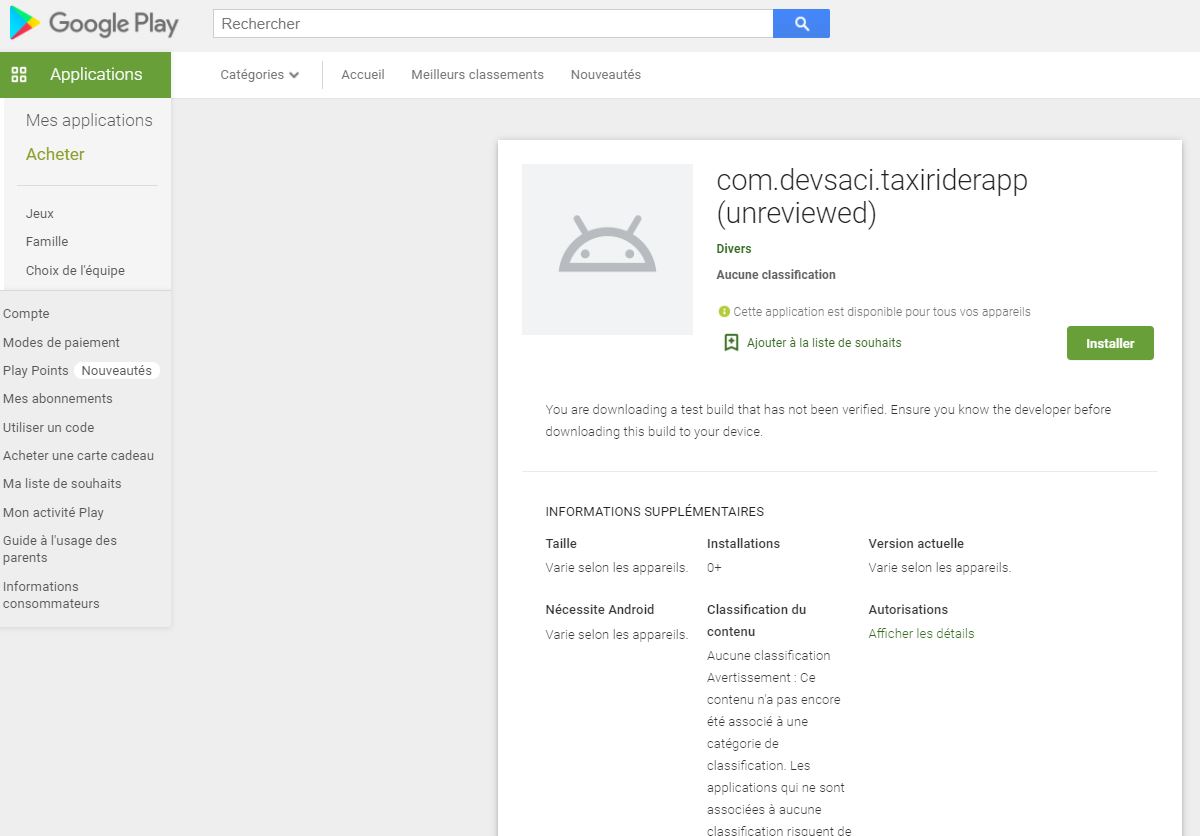 Google Play
Rechercher
Applications
Catégories
Accueil
Meilleurs classements
Nouveautés
Mes applications
Acheter
Jeux
Famille
Choix de l'équipe
Compte
Modes de paiement
Play Points Nouveautés
Mes abonnements
Utiliser un code
Acheter une carte cadeau
Ma liste de souhaits
Mon activité Play
Guide à l'usage des
parents
Informations
consommateurs
com.devsaci.taxiriderapp
(unreviewed)
Divers
Aucune classification
Cette application est disponible pour tous vos appareils
Ajouter à la liste de souhaits
Installer
You are downloading a test build that has not been verified. Ensure you know the developer before
downloading this build to your device.
INFORMATIONS SUPPLÉMENTAIRES
Taille
Varie selon les appareils.
Installations
0+
Version actuelle
Varie selon les appareils.
Nécessite Android
Varie selon les appareils.
Classification du
contenu
Aucune classification
Avertissement : Ce
contenu n'a pas encore
été associé à une
catégorie de
classification. Les
applications qui ne sont
associées à aucune
classification risquent de
Autorisations
Afficher les détails